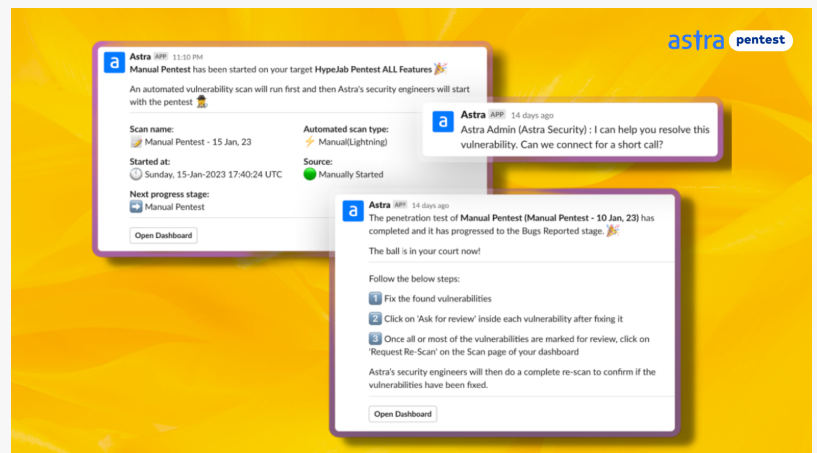 astra pentest
Astra APP 11:10 PM
Manual Pentest has been started on your target HypeJab Pentest ALL Features
An automated vulnerability scan will run first and then Astra's security engineers will start
with the pentest
Scan name:
Manual Pentest - 15 Jan, 23
Automated scan type:
Manual(Lightning)
Started at:
Sunday, 15-Jan-2023 17:40:24 UTC
Source:
Manually Started
Next progress stage:
Manual Pentest
Open Dashboard
a
Astra APP 14 days ago
Astra Admin (Astra Security) : I can help you resolve this
vulnerability. Can we connect for a short call?
a
Astra APP 14 days ago
The penetration test of Manual Pentest (Manual Pentest - 10 Jan, 23) has
completed and it has progressed to the Bugs Reported stage.
The ball is in your court now!
Follow the below steps:
1 Fix the found vulnerabilities
2 Click on 'Ask for review' inside each vulnerability after fixing it
3 Once all or most of the vulnerabilities are marked for review, click on
'Request Re-Scan' on the Scan page of your dashboard
Astra's security engineers will then do a complete re-scan to confirm if the
vulnerabilities have been fixed.
Open Dashboard
a